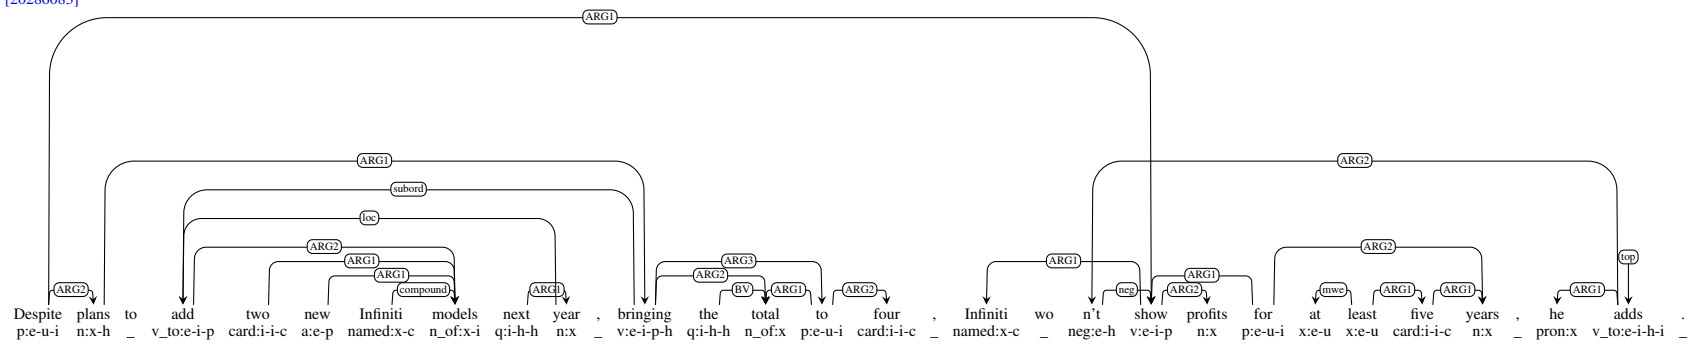 [20286085]
ARG1
ARG1 ARG2
subord
loc
ARG2 ARG2
top
ARG1 ARG3 ARG1
ARG1 ARG2 ARG1
ARG2 compound ARG1 BV ARG1 ARG2 neg ARG2 mwe ARG1 ARG1 ARG1
Despite plans to add two new Infiniti models next year , bringing the total to four , Infiniti wo n't show profits for at least five years , he adds .
p:e-u-i n:x-h _ v_to:e-i-p card:i-i-c a:e-p named:x-c n_of:x-i q:i-h-h n:x _ v:e-i-p-h q:i-h-h n_of:x p:e-u-i card:i-i-c _ named:x-c _ neg:e-h v:e-i-p n:x p:e-u-i x:e-u x:e-u card:i-i-c n:x _ pron:x v_to:e-i-h-i _